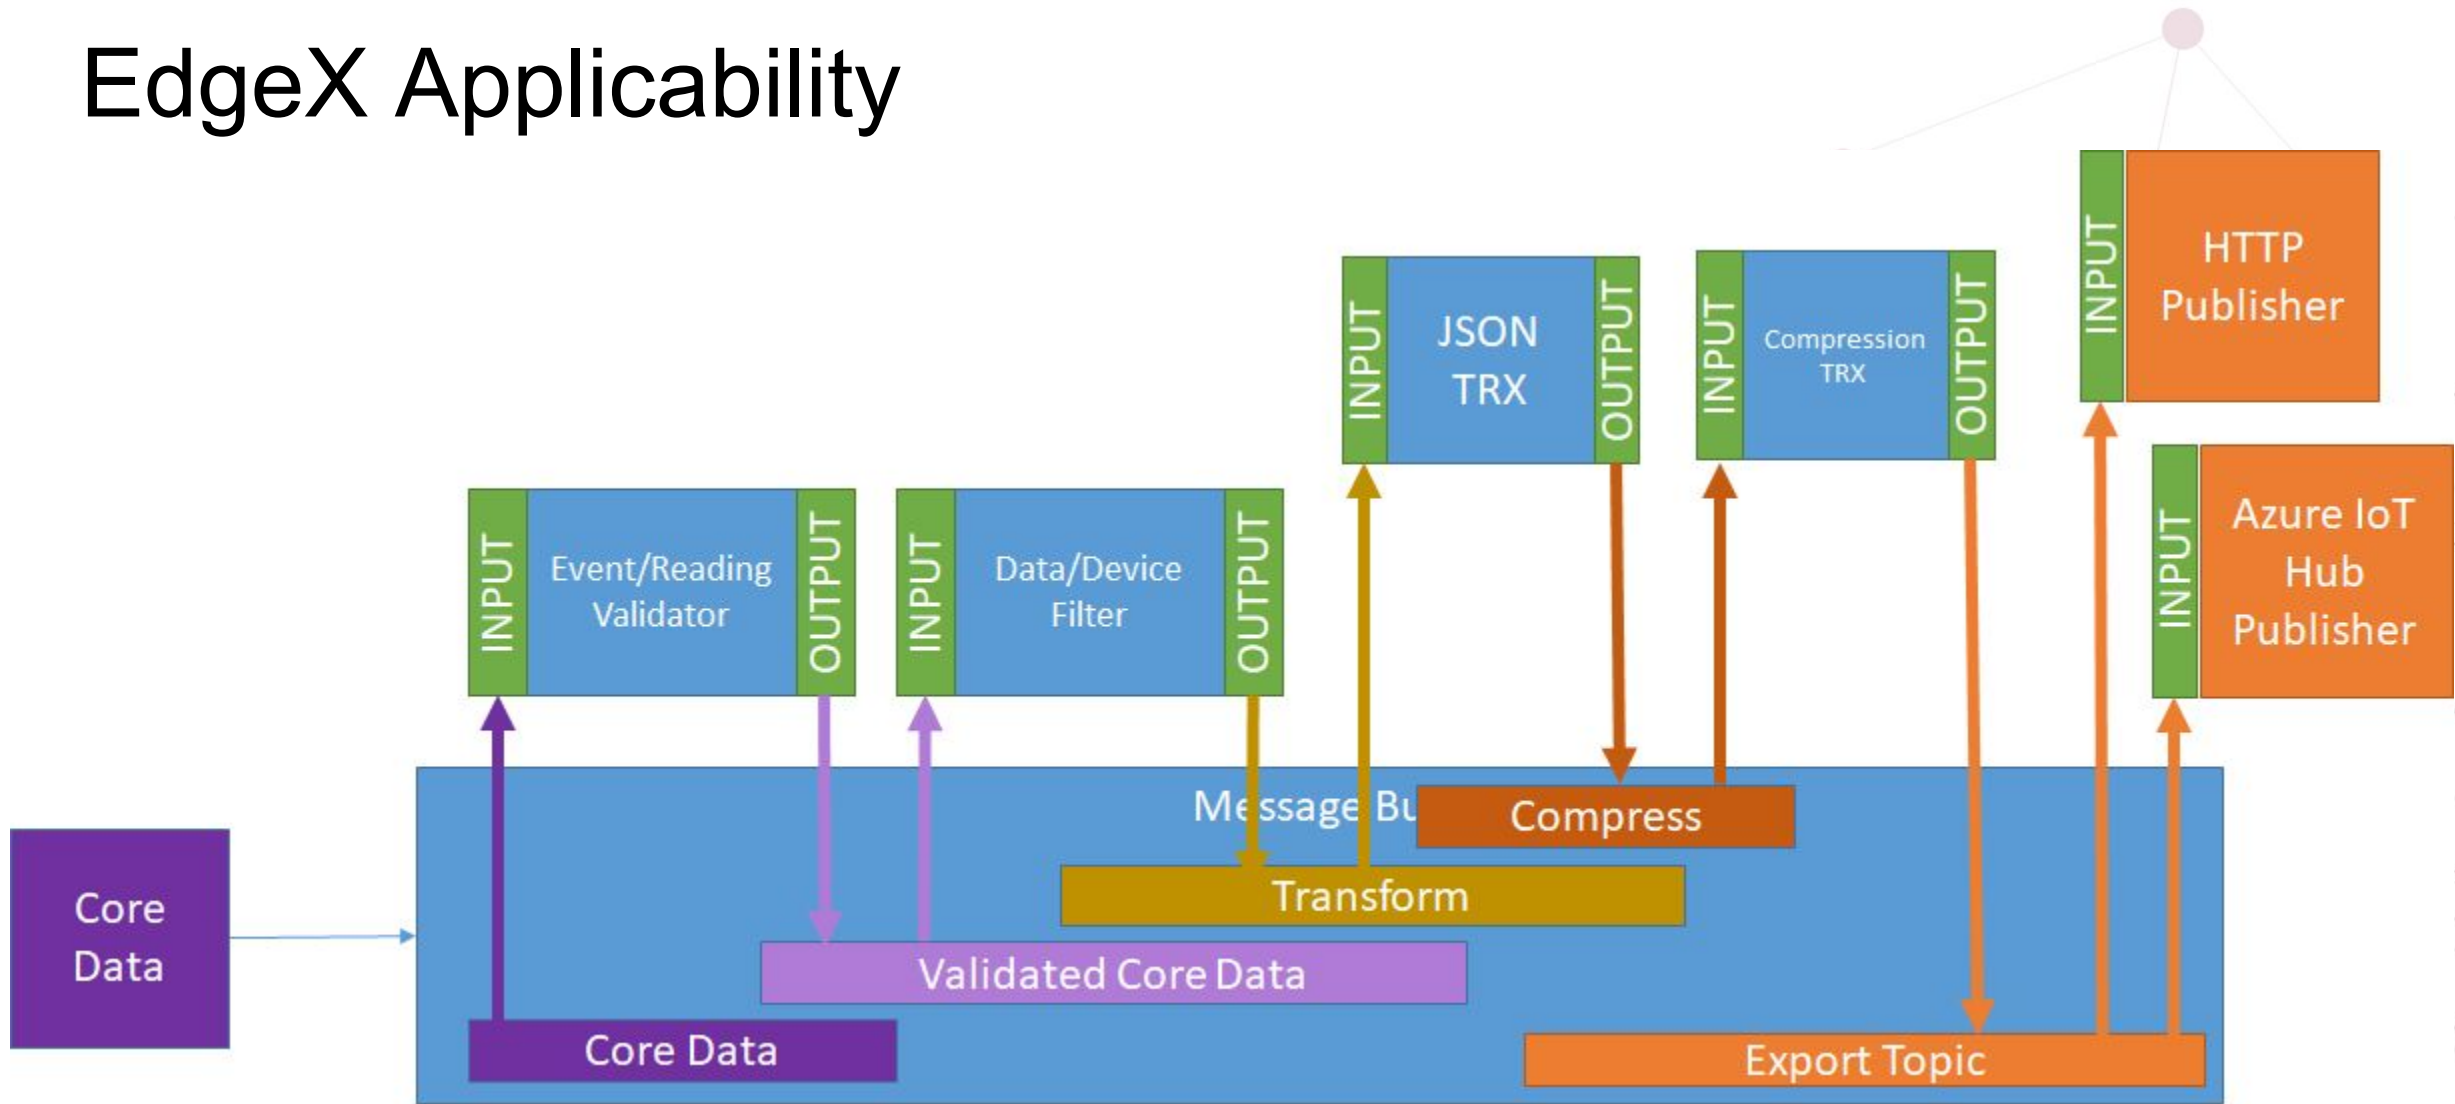 EdgeX Applicability
INPUT
HTTP
Publisher
INPUT
JSON
TRX
OUTPUT
INPUT
Compression
TRX
OUTPUT
INPUT
Azure IoT
Hub
Publisher
INPUT
Event/Reading
Validator
OUTPUT
INPUT
Data/Device
Filter
OUTPUT
Message Bu
Compress
Transform
Core
Data
Validated Core Data
Core Data
Export Topic